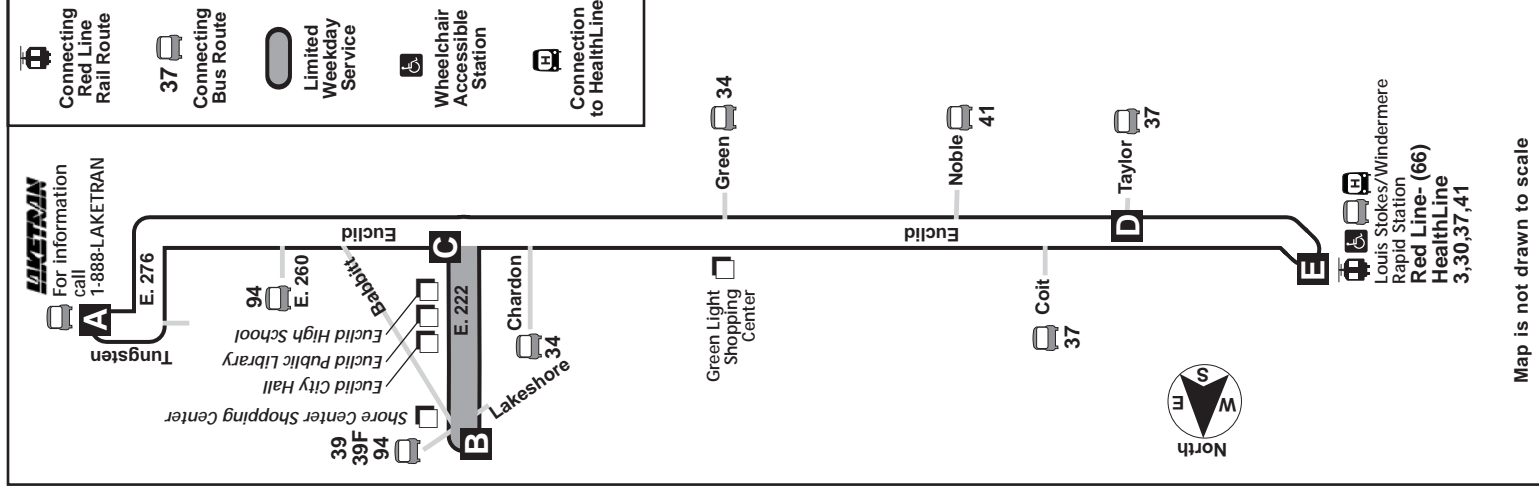 Connecting
Red Line
Rail Route
37
Connecting
Bus Route
Limited
Weekday
Service
Wheelchair
Accessible
Station
H
Connection
to HealthLine
LAKETRAN
For information
call
1-888-LAKETRAN
A
E. 276
Tungsten
94
E. 260
Euclid
Babbitt
C
E. 222
Euclid High School
Euclid Public Library
Euclid City Hall
Shore Center Shopping Center
39
39F
94
B
Lakeshore
Chardon
34
Green
34
Green Light
Shopping
Center
Euclid
Noble
41
Coit
37
D
Taylor
37
E
H
Louis Stokes/Windermere
Rapid Station
Red Line- (66)
HealthLine
3,30,37,41
North
E
S
W
Map is not drawn to scale